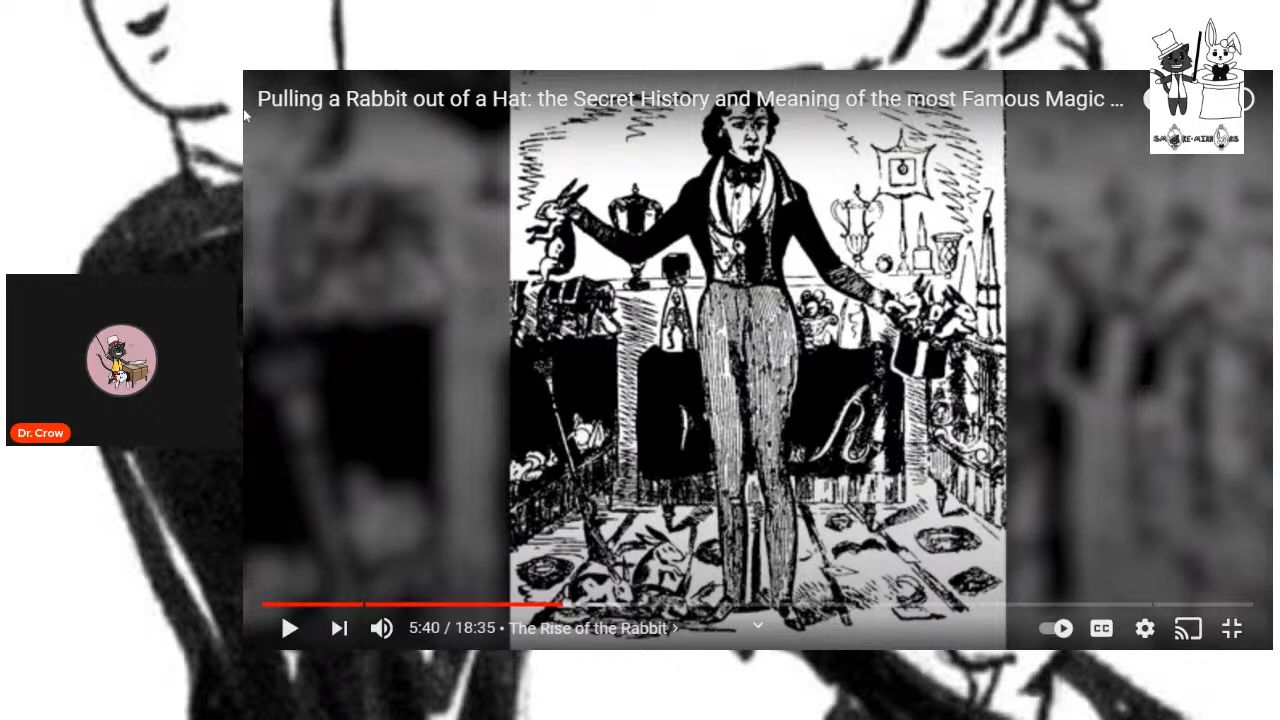 Pulling a Rabbit out of a Hat: the Secret History and Meaning of the most Famous Magic ...
Dr. Crow
5:40 / 18:35 • The Rise of the Rabbit >
CC